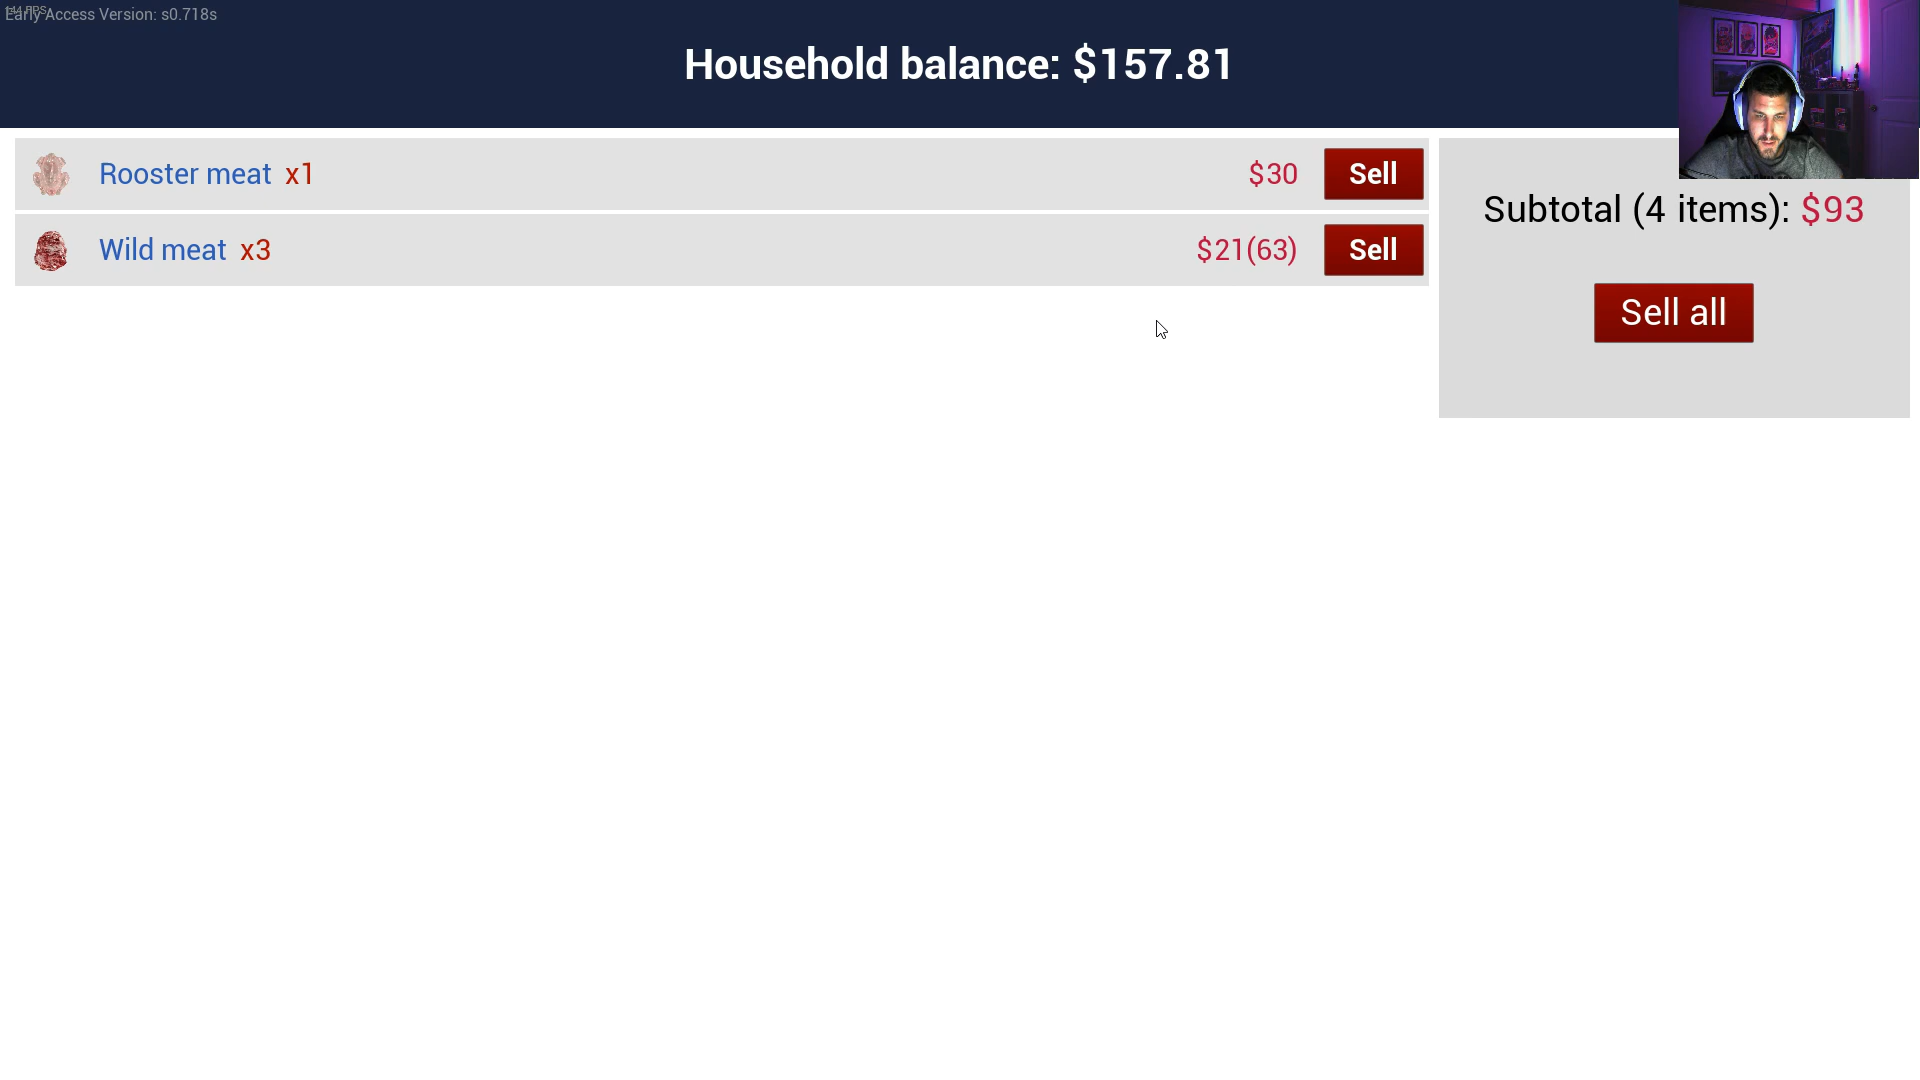 Early Access Version: s0.718s
Household balance: $157.81
Rooster meat x1 $30 Sell
Wild meat x3 $21(63) Sell
Subtotal (4 items): $93
Sell all